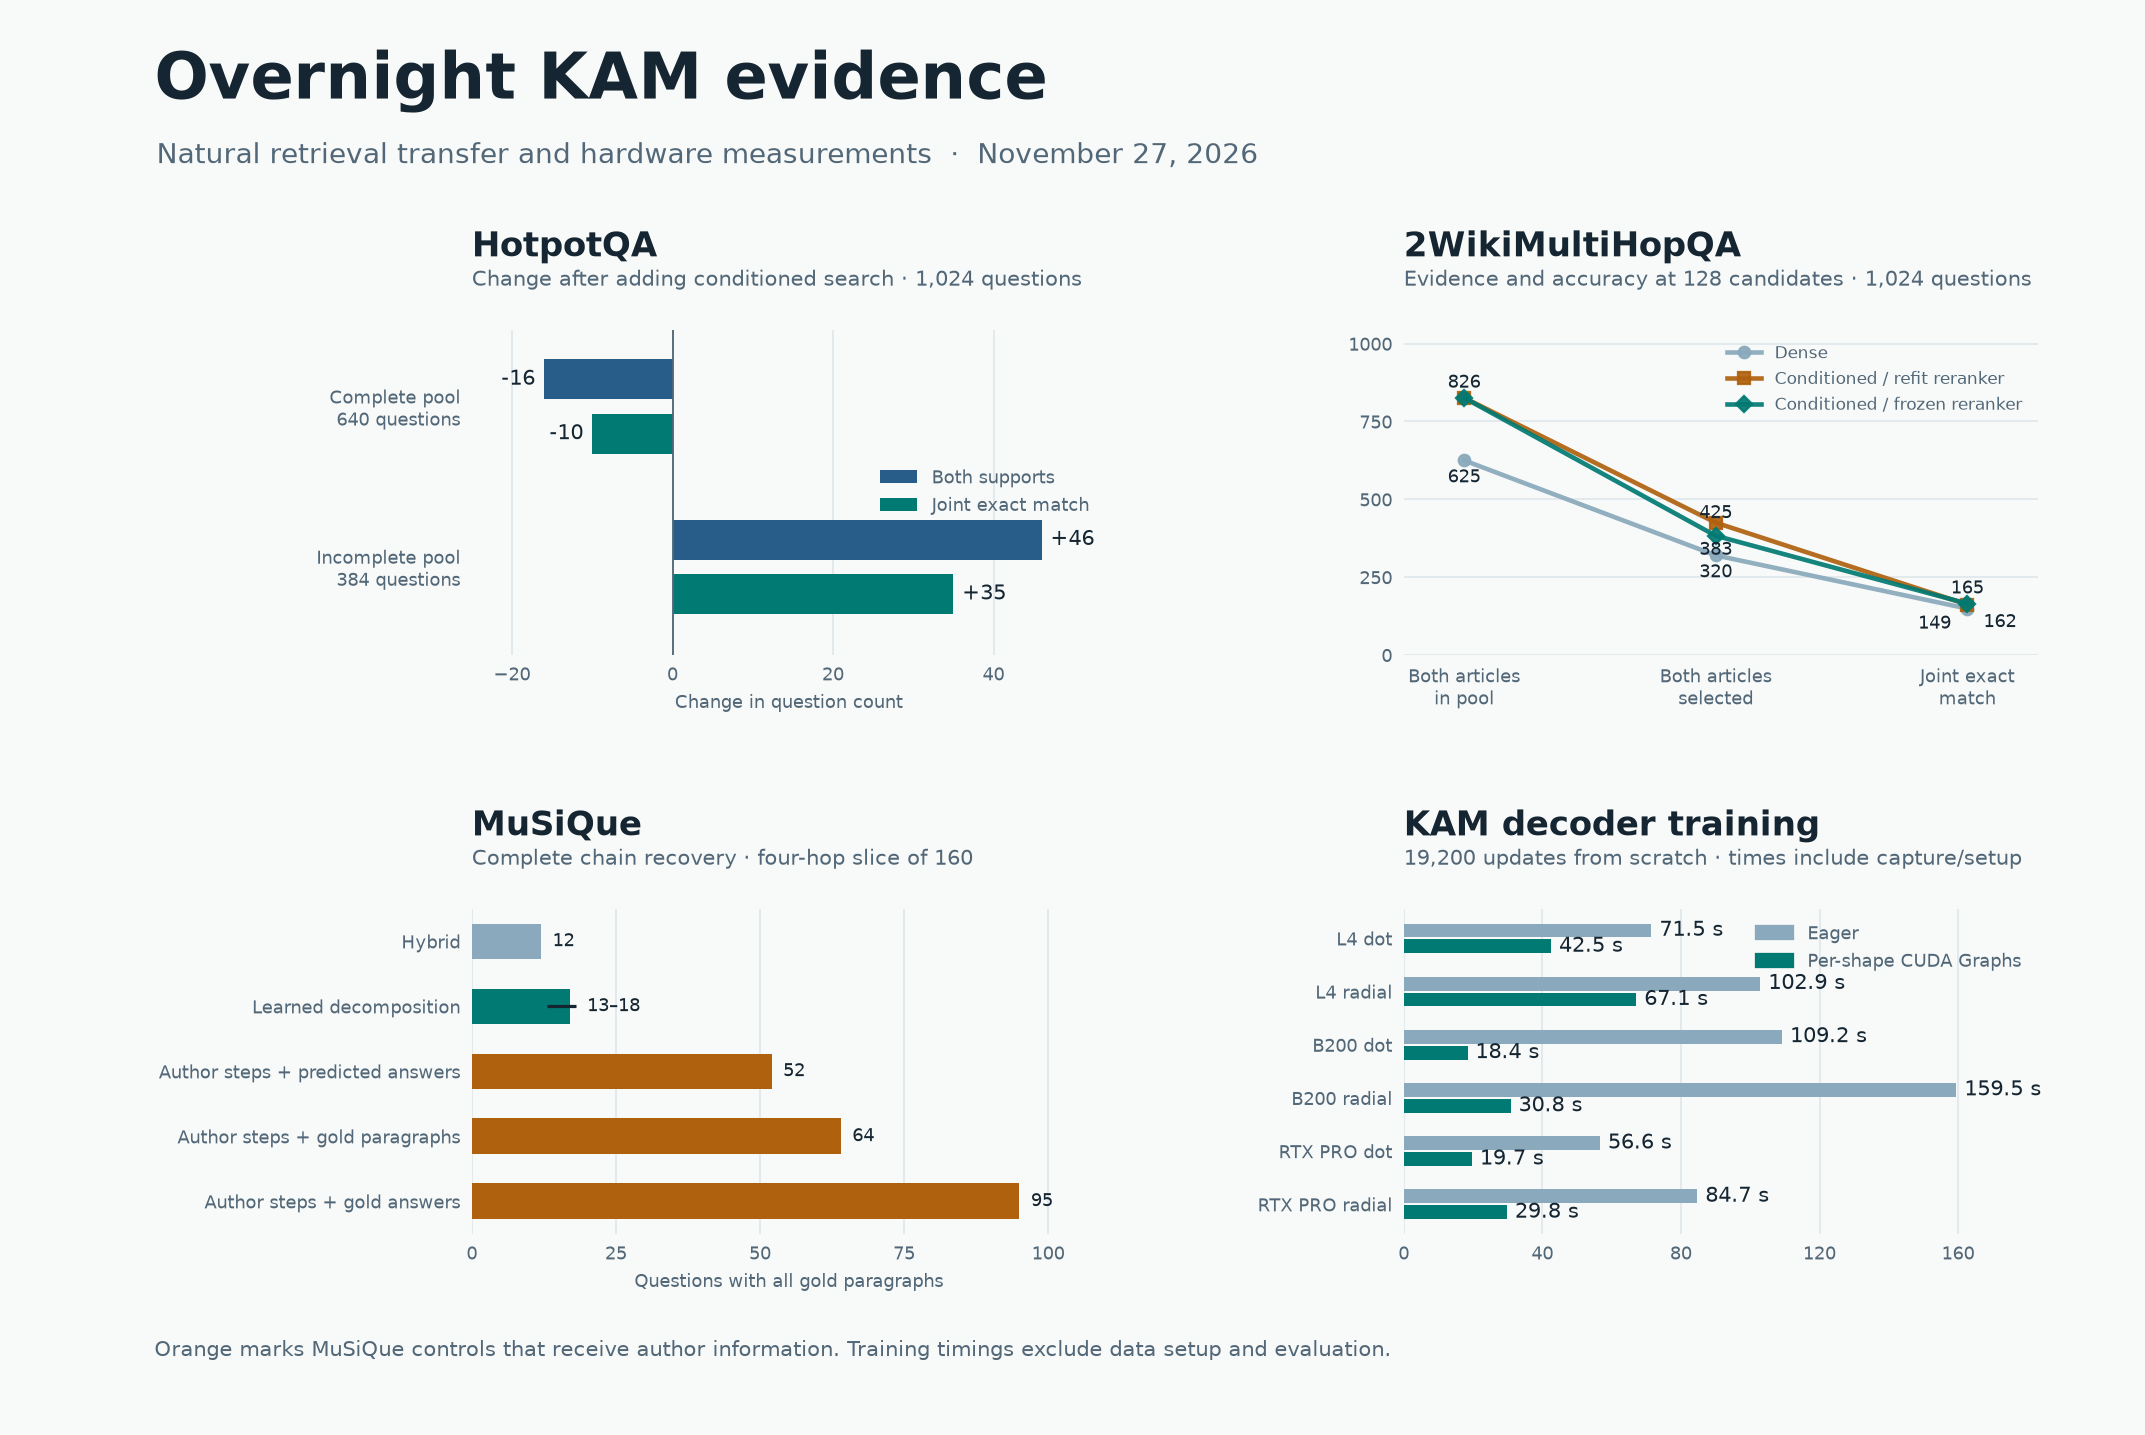 Overnight KAM evidence
Natural retrieval transfer and hardware measurements · November 27, 2026
HotpotQA
Change after adding conditioned search · 1,024 questions
-16
Complete pool
640 questions
-10
Both supports
Joint exact match
+46
Incomplete pool
384 questions
+35
−20 0 20 40
Change in question count
2WikiMultiHopQA
Evidence and accuracy at 128 candidates · 1,024 questions
1000
750
500
250
0
Dense
Conditioned / refit reranker
Conditioned / frozen reranker
826
625
425
383
320
165
149 162
Both articles
in pool
Both articles
selected
Joint exact
match
MuSiQue
Complete chain recovery · four-hop slice of 160
Hybrid 12
Learned decomposition 13–18
Author steps + predicted answers 52
Author steps + gold paragraphs 64
Author steps + gold answers 95
0 25 50 75 100
Questions with all gold paragraphs
KAM decoder training
19,200 updates from scratch · times include capture/setup
Eager
Per-shape CUDA Graphs
L4 dot 71.5 s
42.5 s
L4 radial 102.9 s
67.1 s
B200 dot 109.2 s
18.4 s
B200 radial 159.5 s
30.8 s
RTX PRO dot 56.6 s
19.7 s
RTX PRO radial 84.7 s
29.8 s
0 40 80 120 160
Orange marks MuSiQue controls that receive author information. Training timings exclude data setup and evaluation.